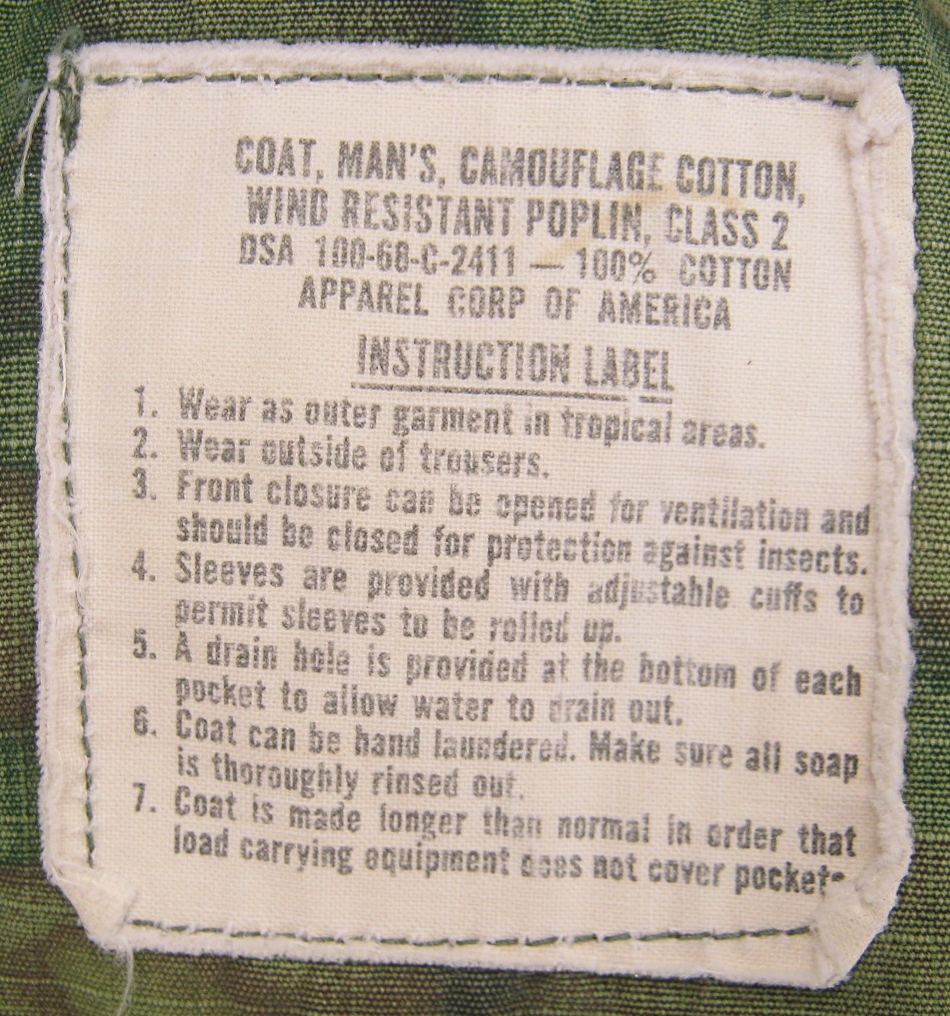 COAT, MAN'S, CAMOUFLAGE COTTON,
WIND RESISTANT POPLIN, CLASS 2
DSA 100-68-C-2411 — 100% COTTON
APPAREL CORP OF AMERICA
INSTRUCTION LABEL
1. Wear as outer garment in tropical areas.
2. Wear outside of trousers.
3. Front closure can be opened for ventilation and
should be closed for protection against insects.
4. Sleeves are provided with adjustable cuffs to
permit sleeves to be rolled up.
5. A drain hole is provided at the bottom of each
pocket to allow water to drain out.
6. Coat can be hand laundered. Make sure all soap
is thoroughly rinsed out.
7. Coat is made longer than normal in order that
load carrying equipment does not cover pockets